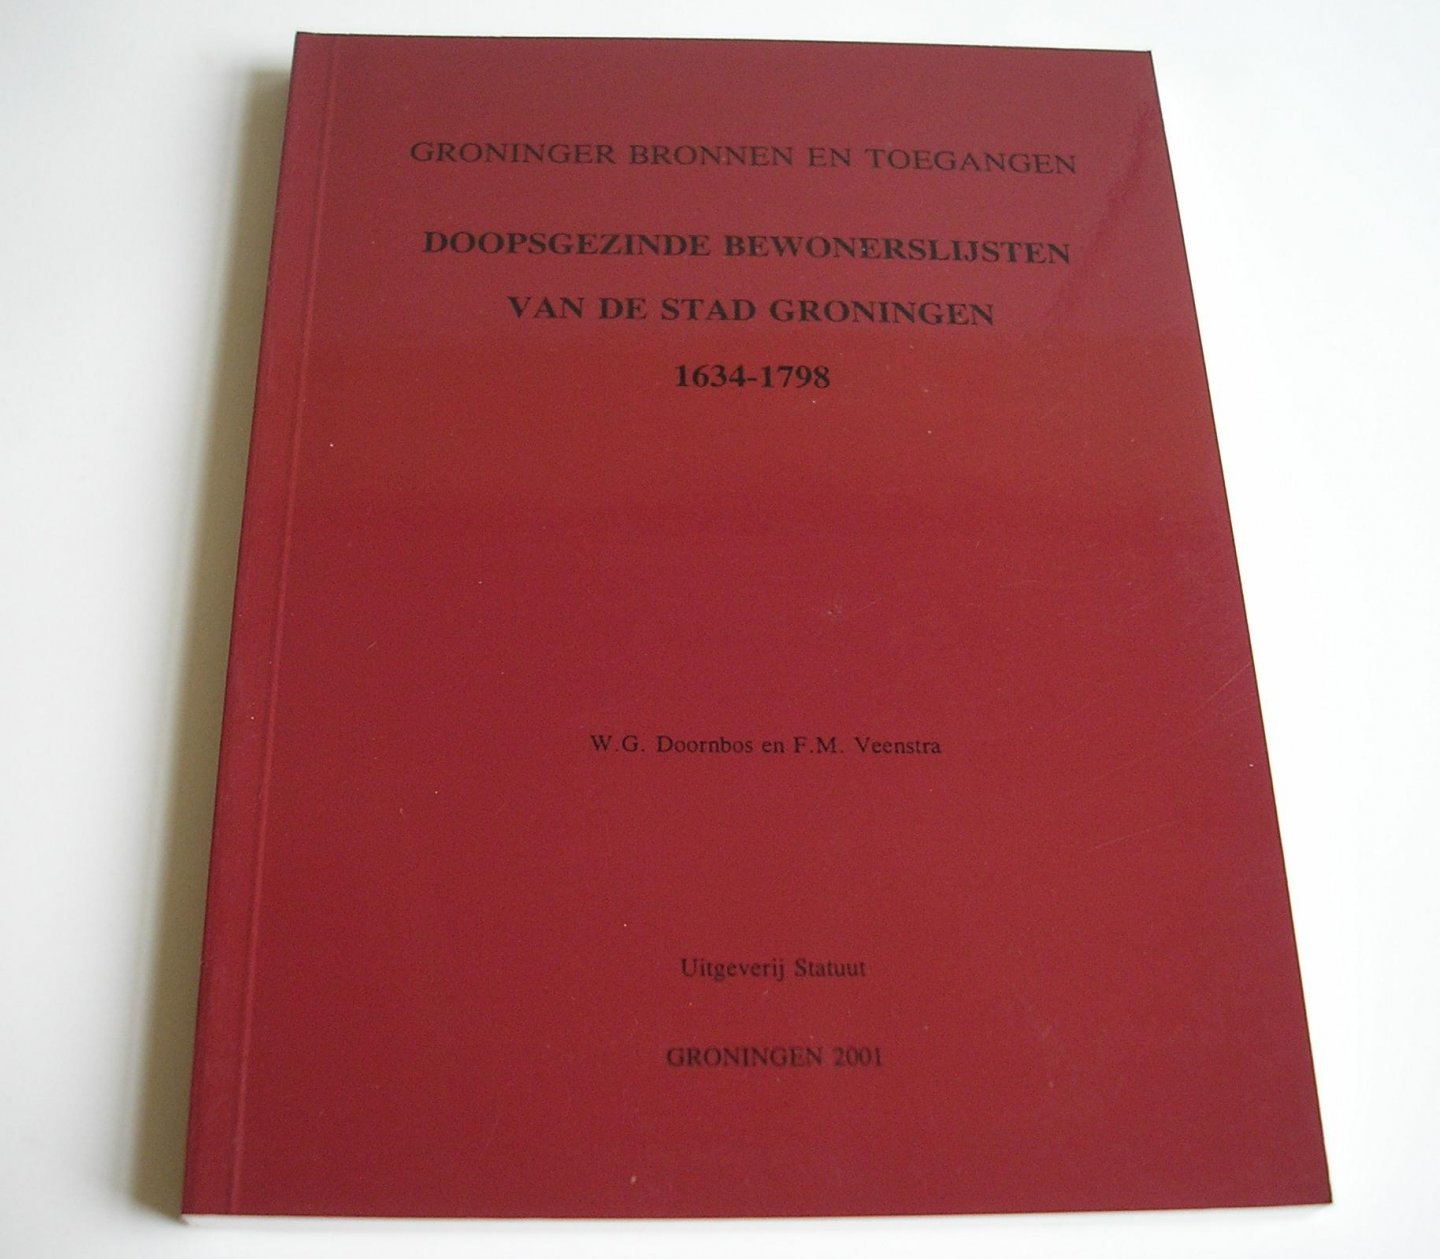 GRONINGER BRONNEN EN TOEGANGEN
DOOPSGEZINDE BEWONERSLIJSTEN
VAN DE STAD GRONINGEN
1634-1798
W.G. Doornbos en F.M. Veenstra
Uitgeverij Statuut
GRONINGEN 2001